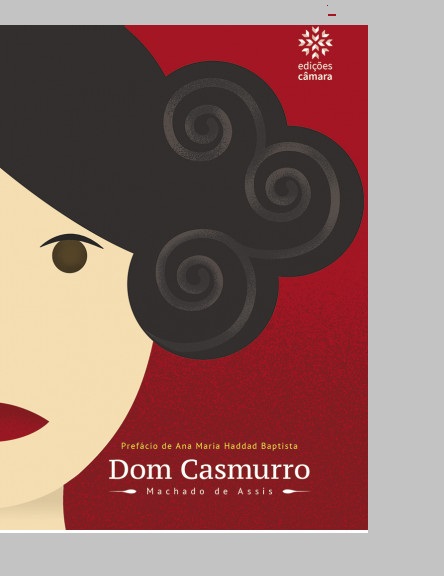 edições
câmara
Prefácio de Ana Maria Haddad Baptista
Dom Casmurro
Machado de Assis